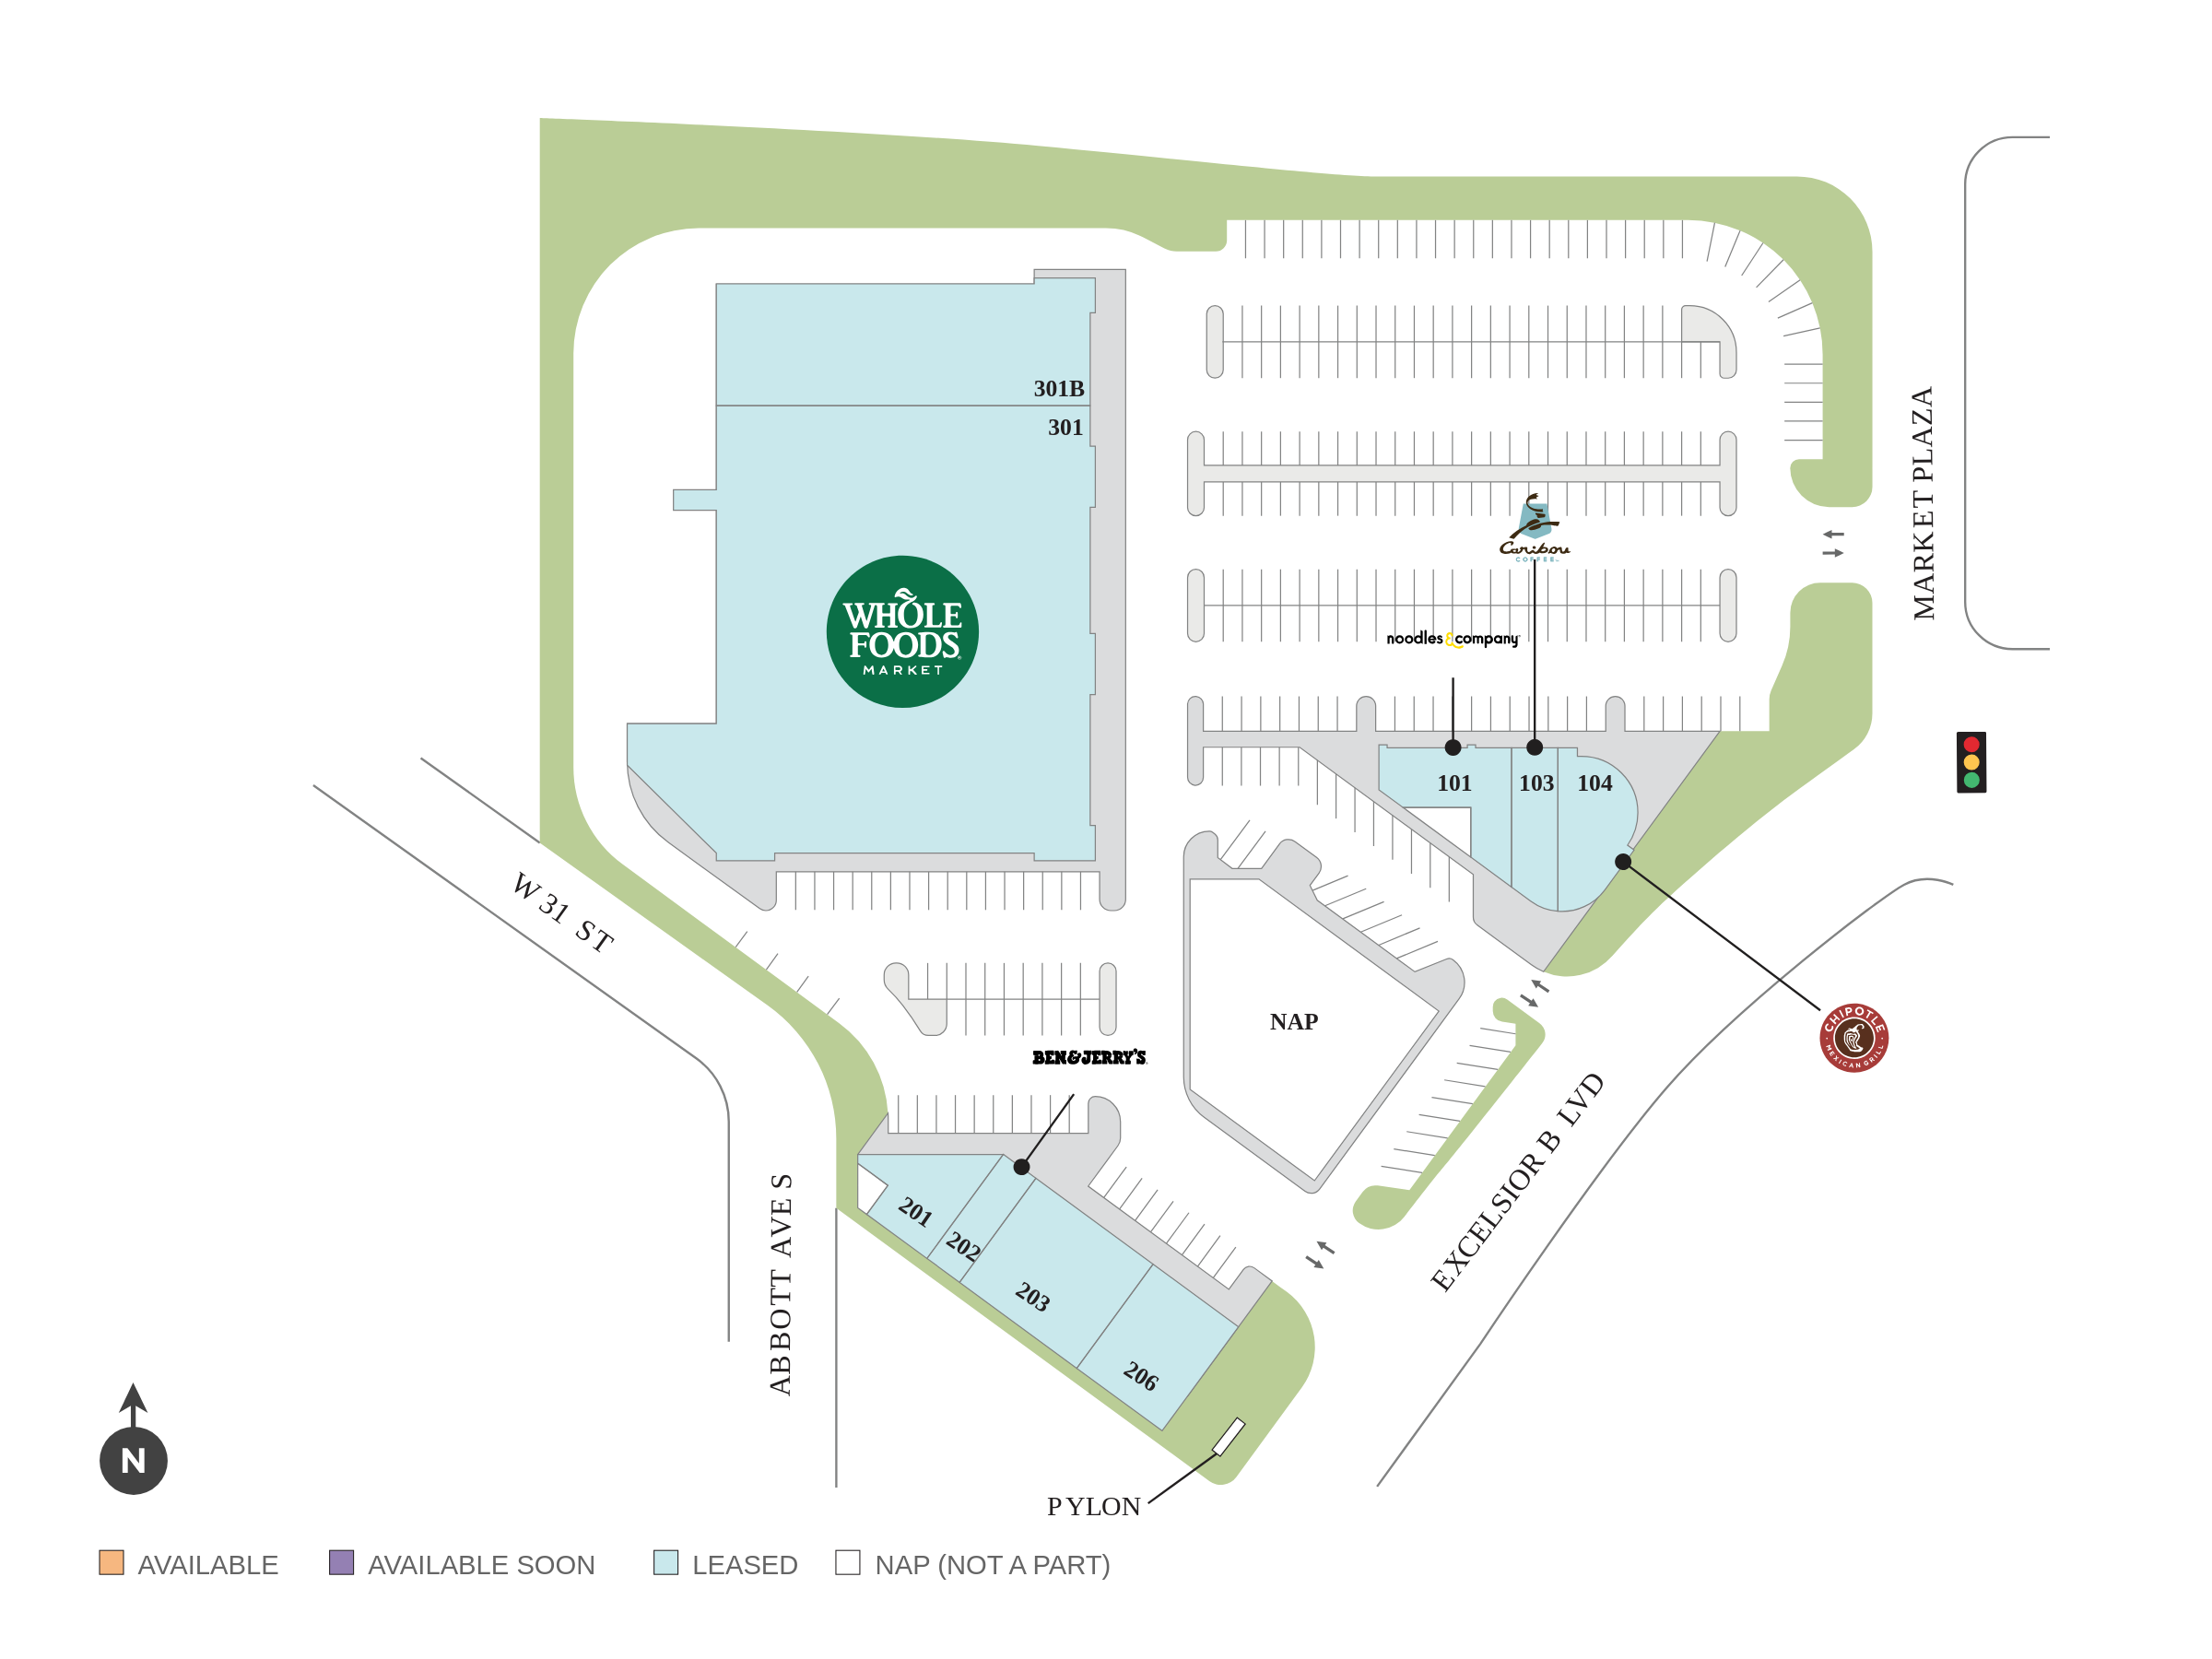 301B
301
MARKET PLAZA
Caribou
COFFEE
WHOLE
FOODS
MARKET
noodles&company
101
103
104
W 31 ST
NAP
CHIPOTLE
MEXICAN GRILL
BEN&JERRY'S
EXCELSIOR B LVD
ABBOTT AVE S
201
202
203
206
N
PYLON
AVAILABLE
AVAILABLE SOON
LEASED
NAP (NOT A PART)